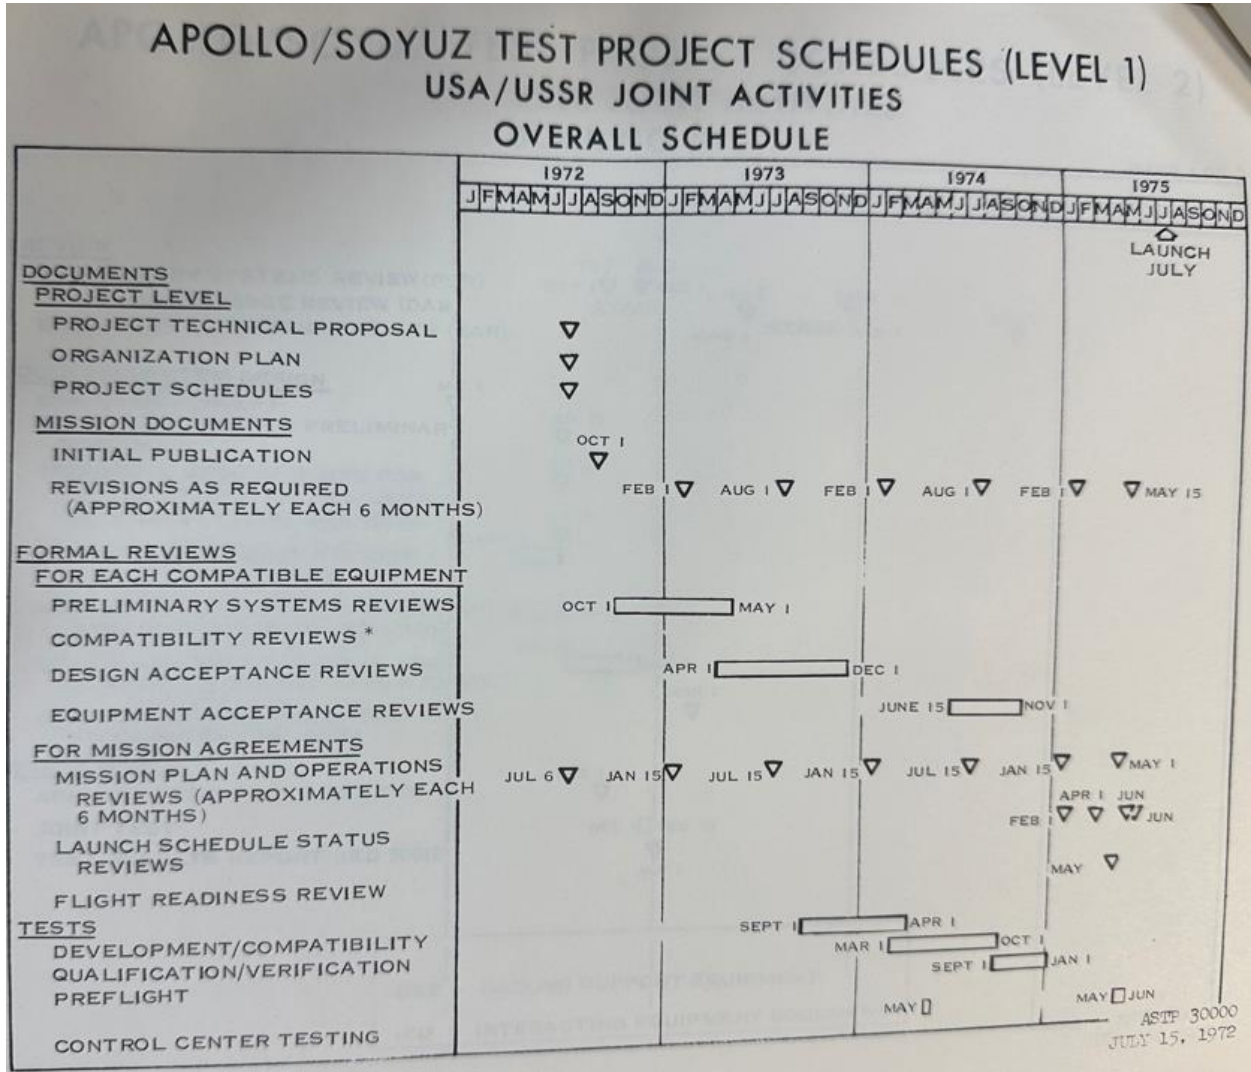 APOLLO/SOYUZ TEST PROJECT SCHEDULES (LEVEL 1)
USA/USSR JOINT ACTIVITIES
OVERALL SCHEDULE
1972 1973 1974 1975
J F M A M J J A S O N D J F M A M J J A S O N D J F M A M J J A S O N D J F M A M J J A S O N D
LAUNCH
JULY
DOCUMENTS
PROJECT LEVEL
PROJECT TECHNICAL PROPOSAL
ORGANIZATION PLAN
PROJECT SCHEDULES
MISSION DOCUMENTS
INITIAL PUBLICATION OCT 1
REVISIONS AS REQUIRED FEB 1 AUG 1 FEB 1 AUG 1 FEB 1 MAY 15
(APPROXIMATELY EACH 6 MONTHS)
FORMAL REVIEWS
FOR EACH COMPATIBLE EQUIPMENT
PRELIMINARY SYSTEMS REVIEWS OCT 1 MAY 1
COMPATIBILITY REVIEWS *
DESIGN ACCEPTANCE REVIEWS APR 1 DEC 1
EQUIPMENT ACCEPTANCE REVIEWS JUNE 15 NOV 1
FOR MISSION AGREEMENTS
MISSION PLAN AND OPERATIONS JUL 6 JAN 15 JUL 15 JAN 15 JUL 15 JAN 15 MAY 1
REVIEWS (APPROXIMATELY EACH
6 MONTHS) APR 1 JUN
LAUNCH SCHEDULE STATUS FEB 1 JUN
REVIEWS
FLIGHT READINESS REVIEW MAY
TESTS
DEVELOPMENT/COMPATIBILITY SEPT 1 APR 1
QUALIFICATION/VERIFICATION MAR 1 OCT 1
PREFLIGHT SEPT 1 JAN 1
CONTROL CENTER TESTING MAY MAY JUN
ASTP 30000
JULY 15, 1972